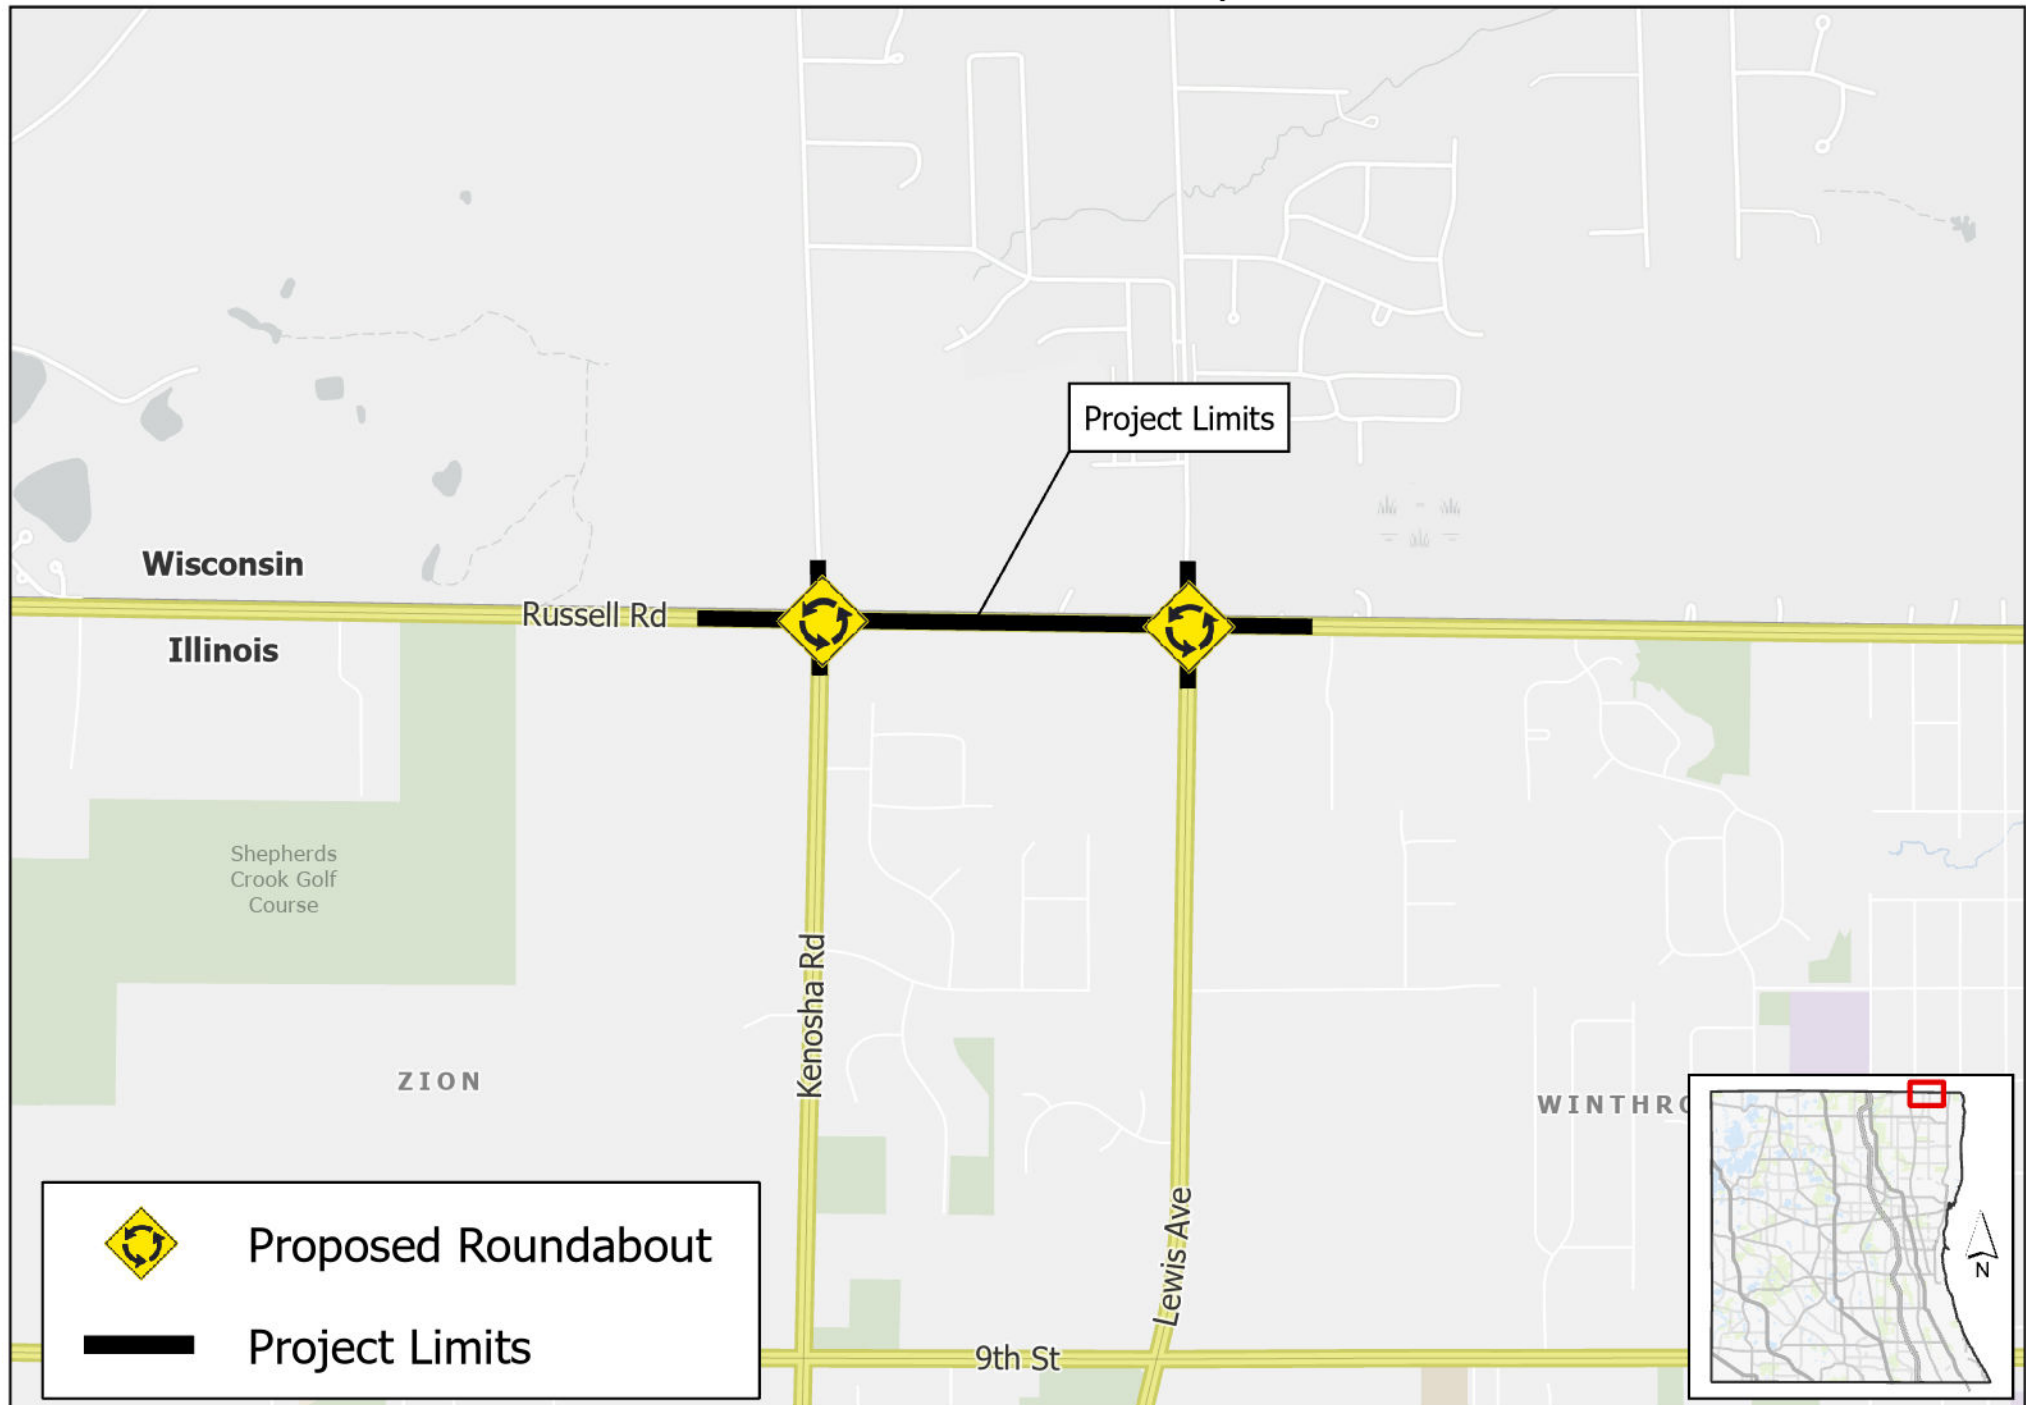 Project Limits
Wisconsin
Russell Rd
Illinois
Shepherds
Crook Golf
Course
Kenosha Rd
ZION
WINTHRO
Lewis Ave
Proposed Roundabout
Project Limits
9th St
N